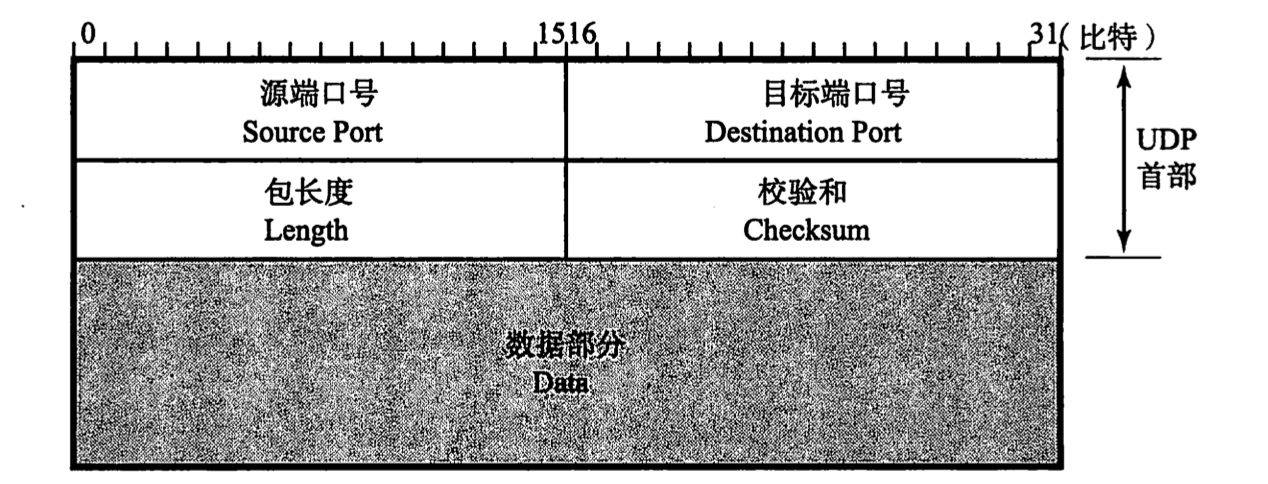 0 15 16 31(比特)
源端口号 目标端口号
Source Port Destination Port
UDP
首部
包长度 校验和
Length Checksum
数据部分
Data